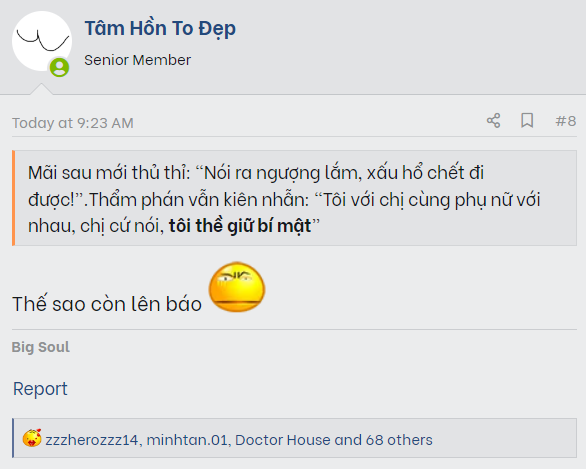 Tâm Hồn To Đẹp
Senior Member
Today at 9:23 AM
#8
Mãi sau mới thủ thỉ: “Nói ra ngượng lắm, xấu hổ chết đi
được!”.Thẩm phán vẫn kiên nhẫn: “Tôi với chị cùng phụ nữ với
nhau, chị cứ nói, tôi thề giữ bí mật”
Thế sao còn lên báo
Big Soul
Report
zzzherozzz14, minhtan.01, Doctor House and 68 others